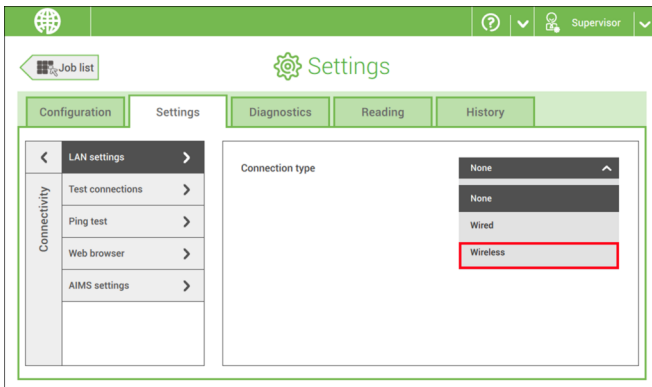 Supervisor
Job list
Settings
Configuration
Settings
Diagnostics
Reading
History
Connectivity
LAN settings
Test connections
Ping test
Web browser
AIMS settings
Connection type
None
None
Wired
Wireless